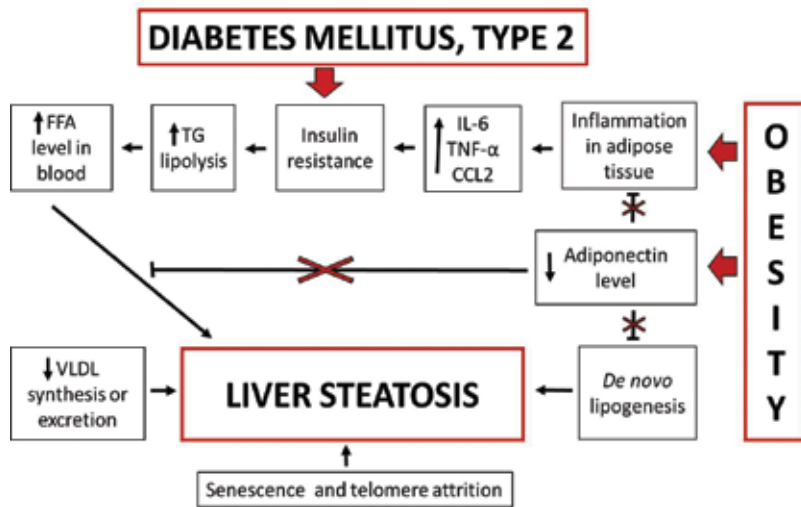 DIABETES MELLITUS, TYPE 2
↑FFA
level in
blood
↑TG
lipolysis
Insulin
resistance
↑ IL-6
TNF-α
CCL2
Inflammation
in adipose
tissue
OBESITY
↓ Adiponectin
level
↓VLDL
synthesis or
excretion
LIVER STEATOSIS
De novo
lipogenesis
Senescence and telomere attrition